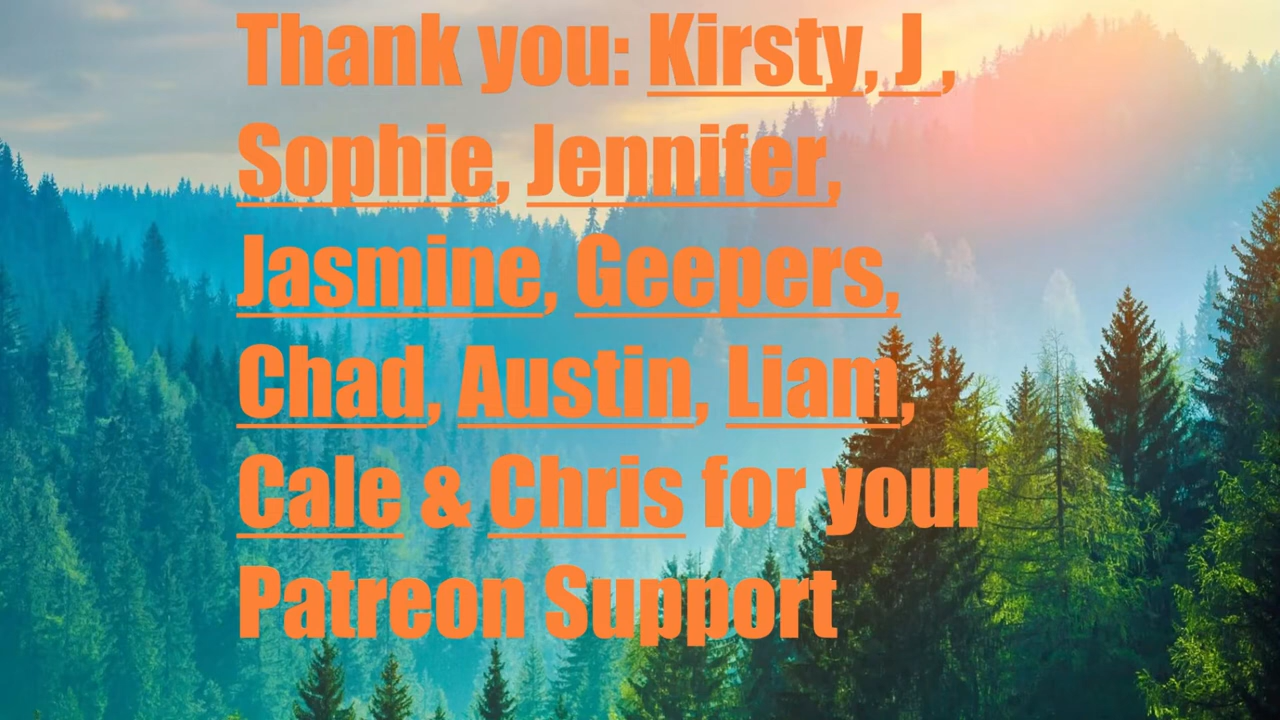 Thank you: Kirsty, J ,
Sophie, Jennifer,
Jasmine, Geepers,
Chad, Austin, Liam,
Cale & Chris for your
Patreon Support